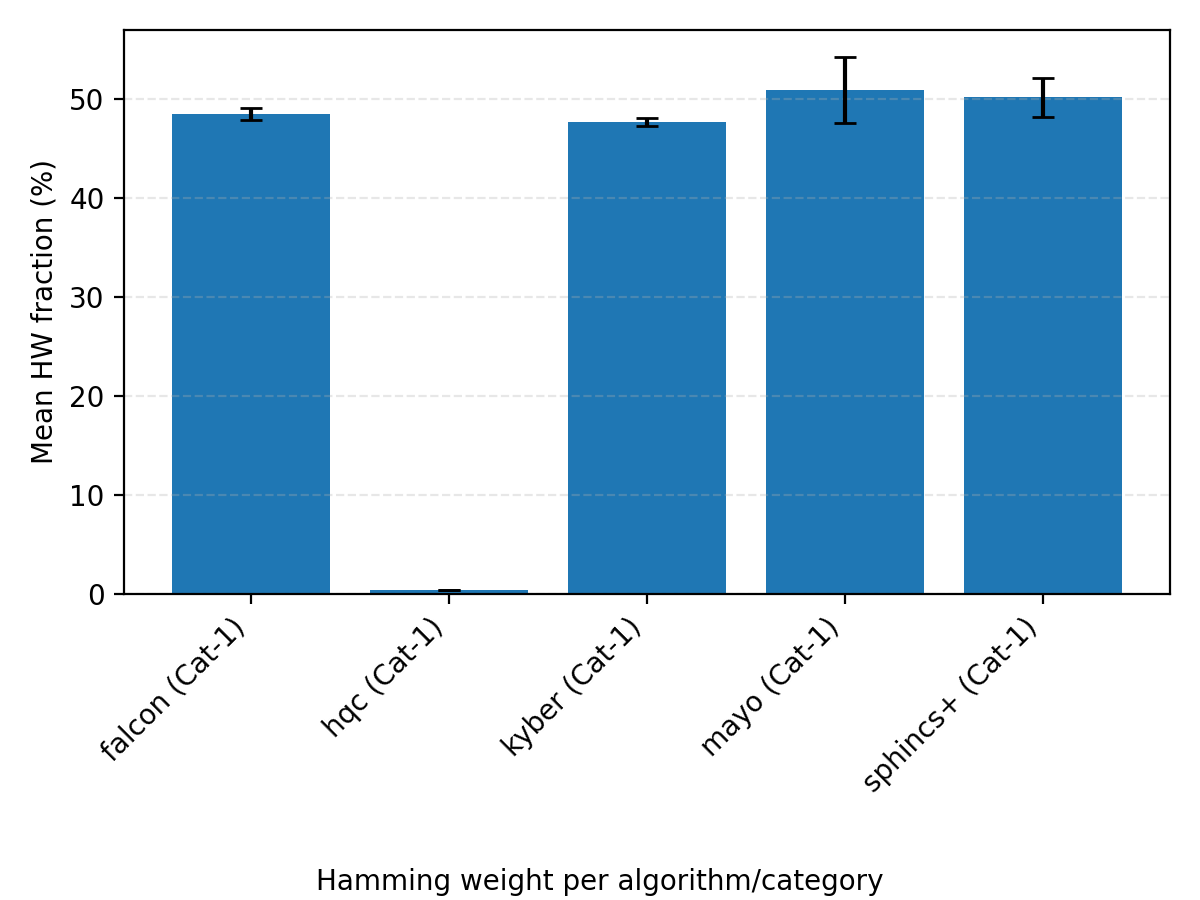 Mean HW fraction (%)
50
40
30
20
10
0
falcon (Cat-1)
hqc (Cat-1)
kyber (Cat-1)
mayo (Cat-1)
sphincs+ (Cat-1)
Hamming weight per algorithm/category